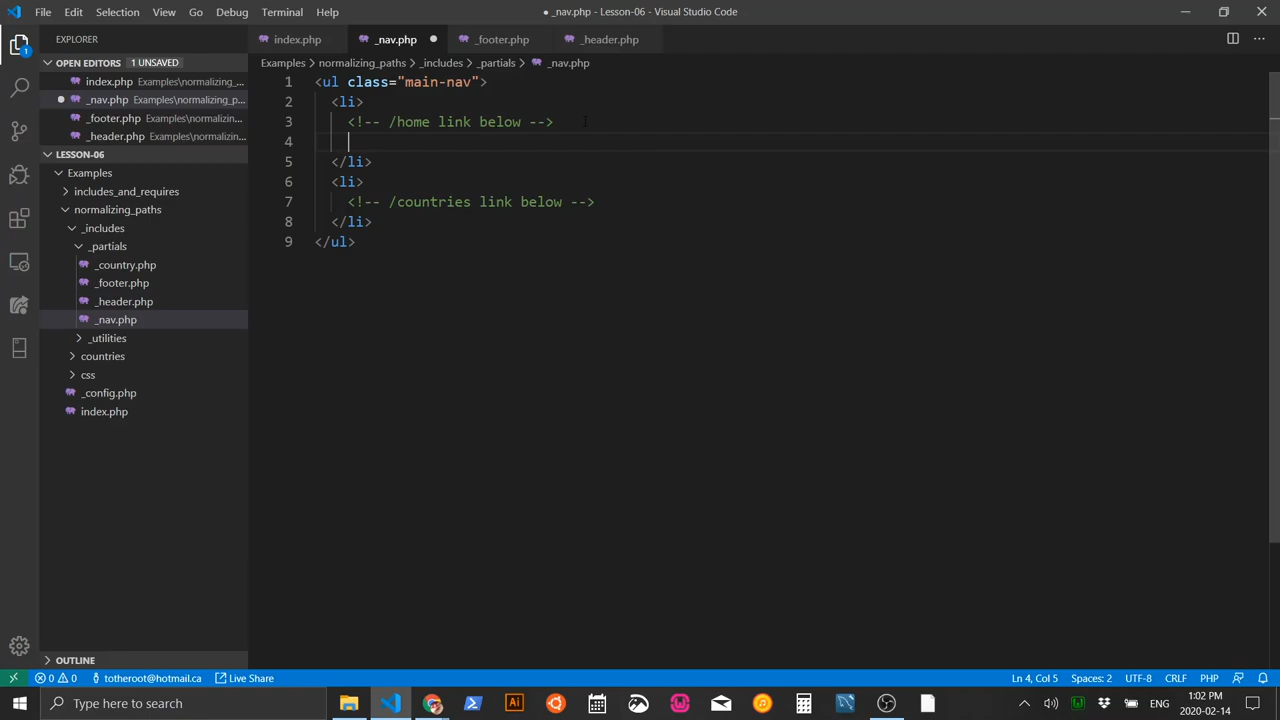 File Edit Selection View Go Debug Terminal Help
● _nav.php - Lesson-06 - Visual Studio Code
EXPLORER
index.php _nav.php _footer.php _header.php
OPEN EDITORS 1 UNSAVED
Examples normalizing_paths _includes _partials _nav.php
index.php Examples\normalizing_...
_nav.php Examples\normalizing_p...
_footer.php Examples\normalizin...
_header.php Examples\normalizin...
LESSON-06
Examples
includes_and_requires
normalizing_paths
_includes
_partials
_country.php
_footer.php
_header.php
_nav.php
_utilities
countries
css
_config.php
index.php
OUTLINE
1 <ul class="main-nav">
2 <li>
3 <!-- /home link below -->
4
5 </li>
6 <li>
7 <!-- /countries link below -->
8 </li>
9 </ul>
0 0 totheroot@hotmail.ca Live Share
Ln 4, Col 5 Spaces: 2 UTF-8 CRLF PHP
1
Type here to search
ENG
1:02 PM
2020-02-14